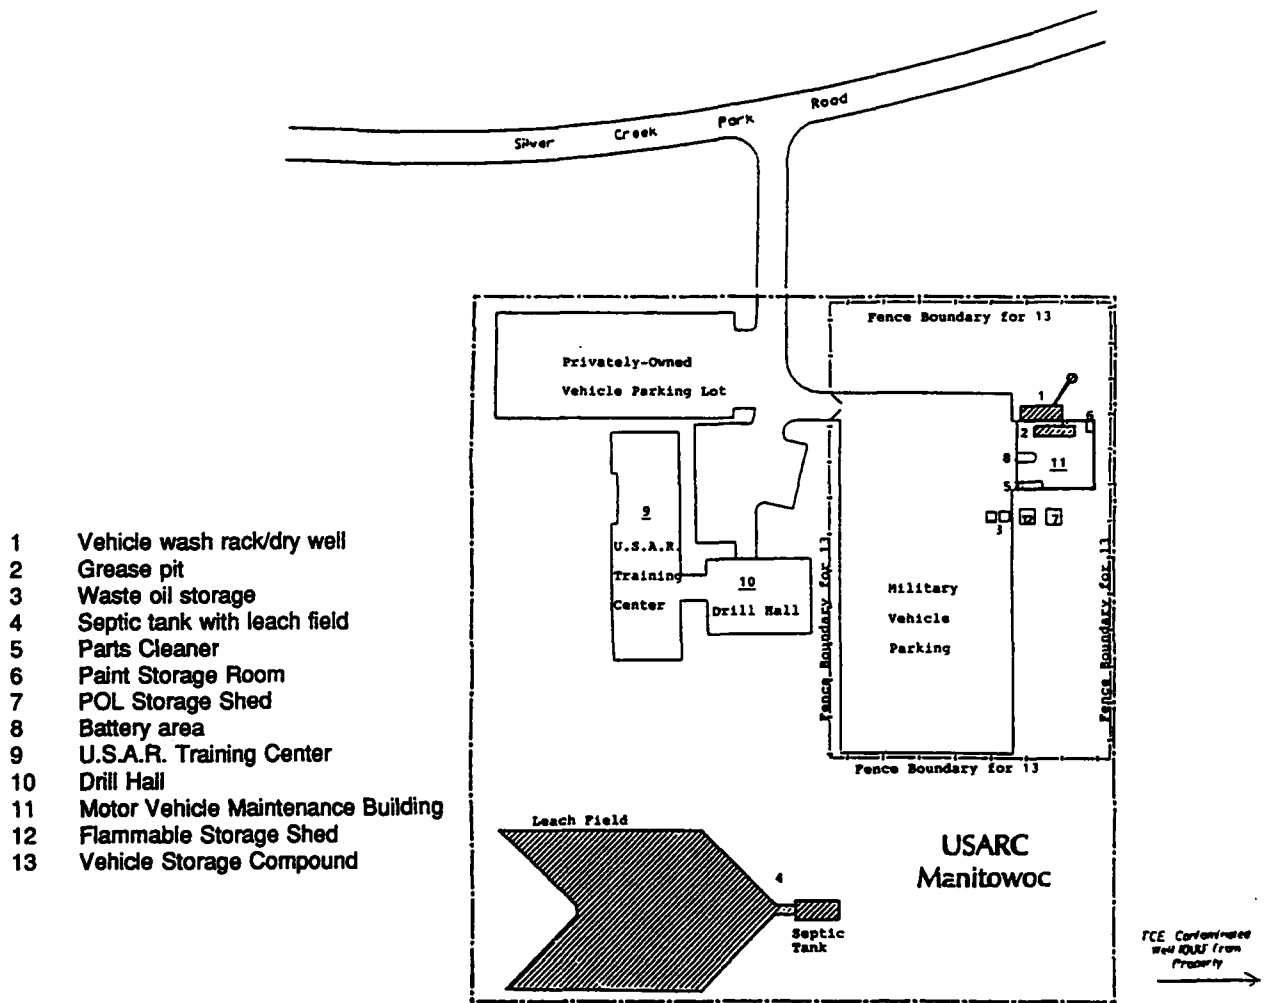 Silver Creek Park Road
Fence Boundary for 13
Privately-Owned
Vehicle Parking Lot
1
6
2
8
11
5
3
12
7
9
U.S.A.R.
Training
Center
10
Drill Hall
Fence Boundary for 13
Military
Vehicle
Parking
Fence Boundary for 13
Fence Boundary for 13
1 Vehicle wash rack/dry well
2 Grease pit
3 Waste oil storage
4 Septic tank with leach field
5 Parts Cleaner
6 Paint Storage Room
7 POL Storage Shed
8 Battery area
9 U.S.A.R. Training Center
10 Drill Hall
11 Motor Vehicle Maintenance Building
12 Flammable Storage Shed
13 Vehicle Storage Compound
Leach Field
4
Septic
Tank
USARC
Manitowoc
TCE Contaminated
Well from
Property